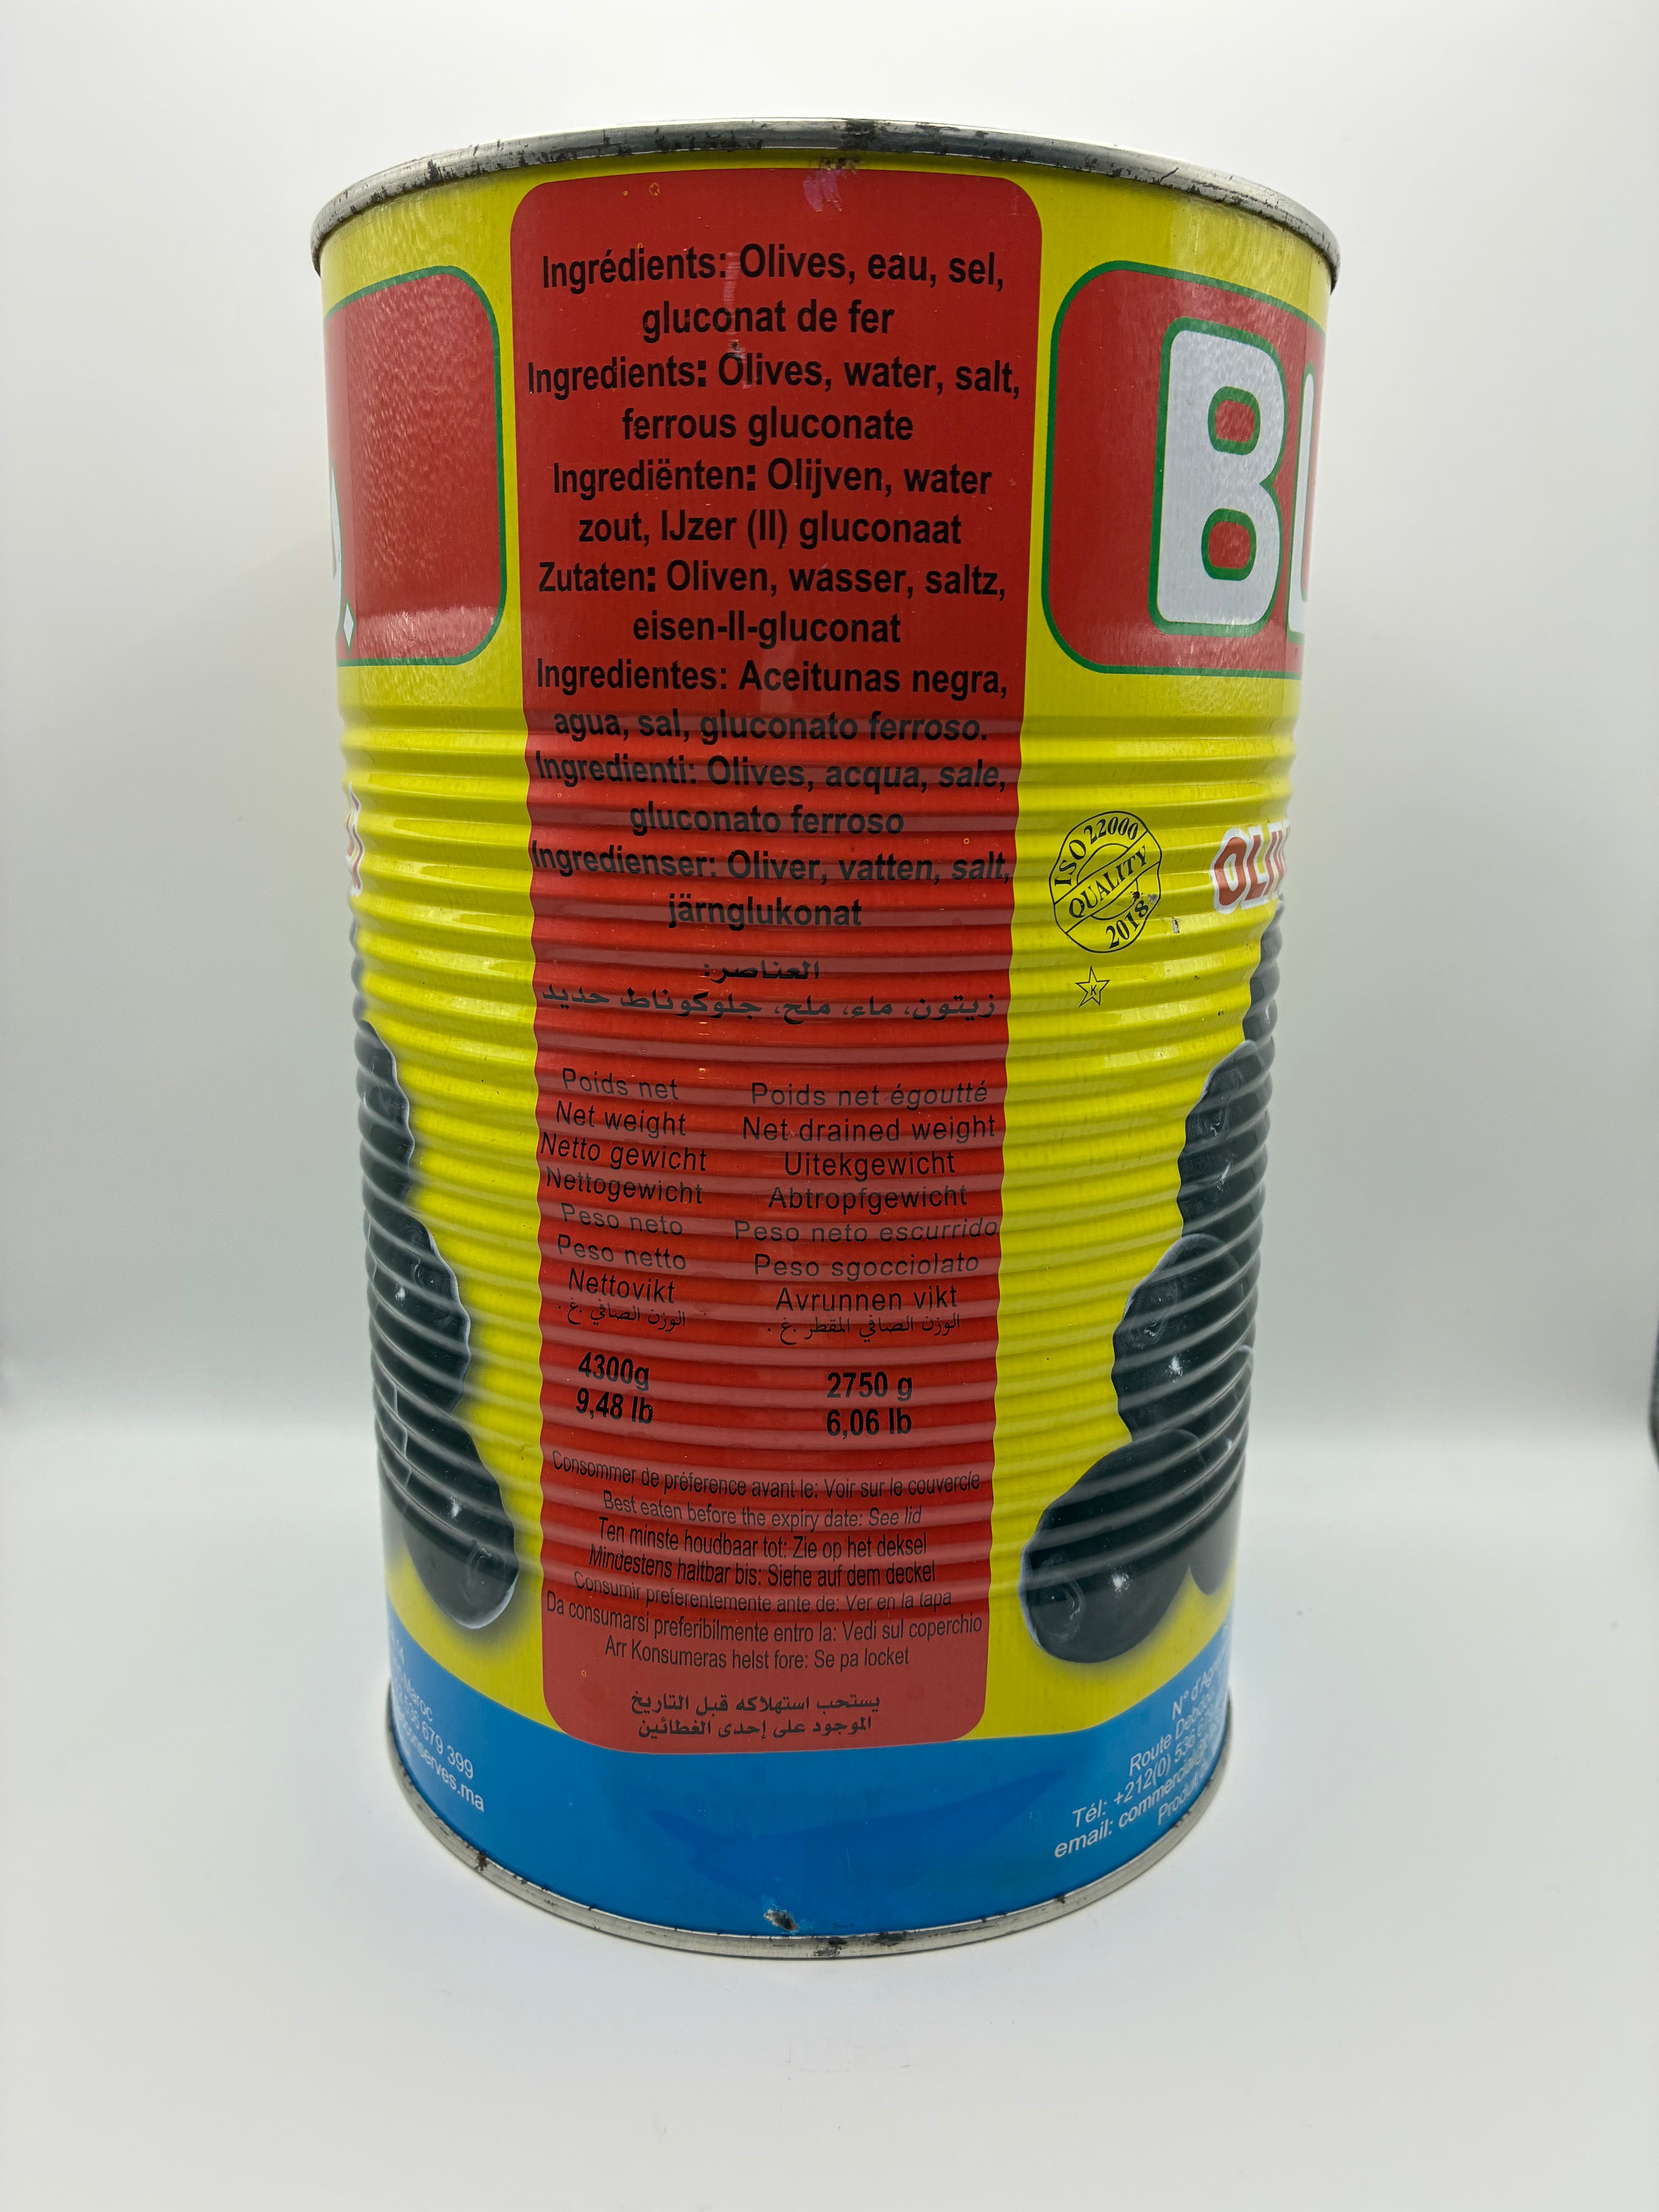 Ingrédients: Olives, eau, sel,
gluconat de fer
Ingredients: Olives, water, salt,
ferrous gluconate
Ingrediënten: Olijven, water
zout, IJzer (II) gluconaat
Zutaten: Oliven, wasser, saltz,
eisen-II-gluconat
Ingredientes: Aceitunas negra,
agua, sal, gluconato ferroso.
Ingredienti: Olives, acqua, sale,
gluconato ferroso
Ingredienser: Oliver, vatten, salt,
järnglukonat
العناصر:
زيتون، ماء، ملح، جلوكوناط حديد
Poids net Poids net égoutté
Net weight Net drained weight
Netto gewicht Uitekgewicht
Nettogewicht Abtropfgewicht
Peso neto Peso neto escurrido
Peso netto Peso sgocciolato
Nettovikt Avrunnen vikt
الوزن الصافي غ. الوزن الصافي المقطر غ.
4300g 2750 g
9,48 lb 6,06 lb
Consommer de préference avant le: Voir sur le couvercle
Best eaten before the expiry date: See lid
Ten minste houdbaar tot: Zie op het deksel
Mindestens haltbar bis: Siehe auf dem deckel
Consumir preferentemente ante de: Ver en la tapa
Da consumarsi preferibilmente entro la: Vedi sul coperchio
Arr Konsumeras helst fore: Se pa locket
يستحب استهلاكه قبل التاريخ
الموجود على إحدى الغطائين
ISO 22000
QUALITY
2018
K
679 399
N° d'
Route
Tél: +212(0)
email: